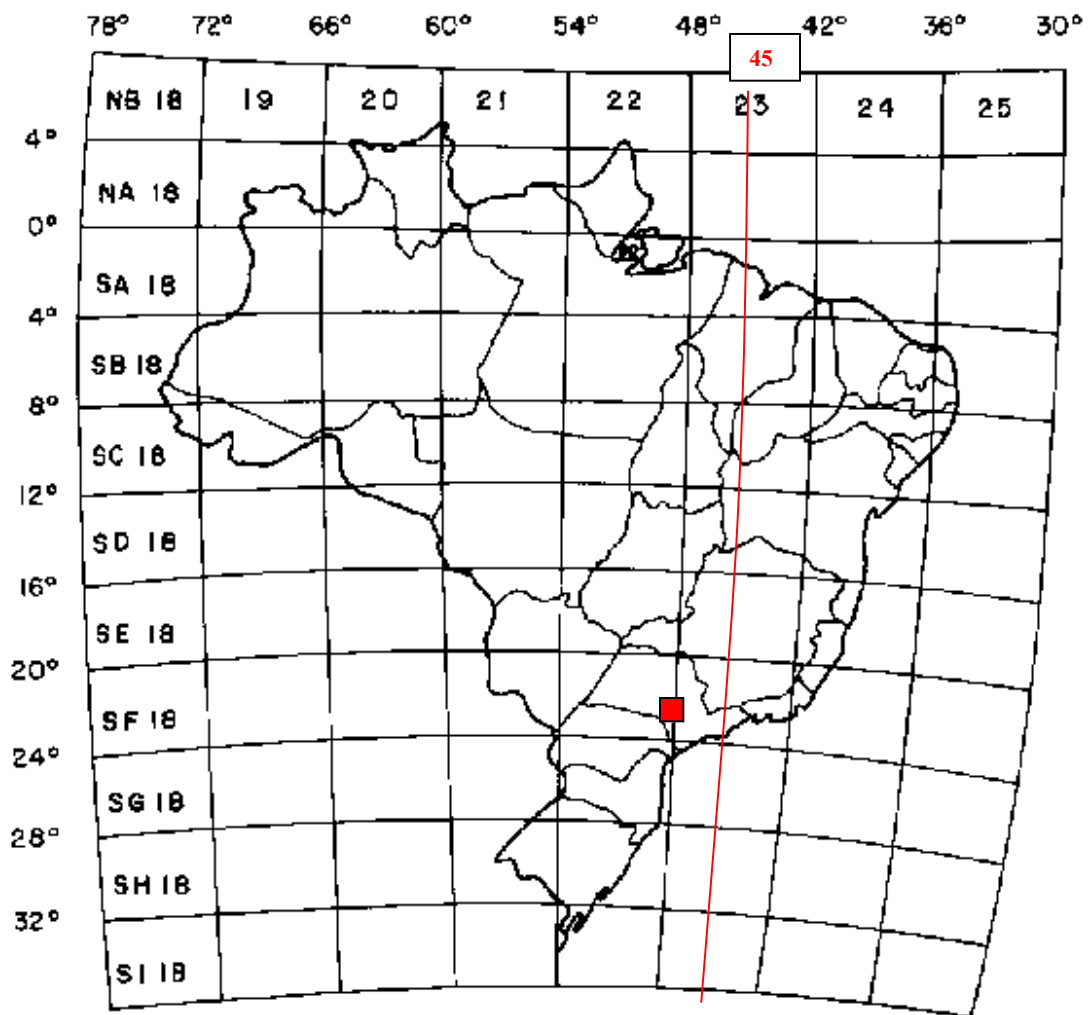 78° 72° 66° 60° 54° 48° 42° 36° 30°
45
NB 18 19 20 21 22 23 24 25
4°
NA 18
0°
SA 18
4°
SB 18
8°
SC 18
12°
SD 18
16°
SE 18
20°
SF 18
24°
SG 18
28°
SH 18
32°
SI 18